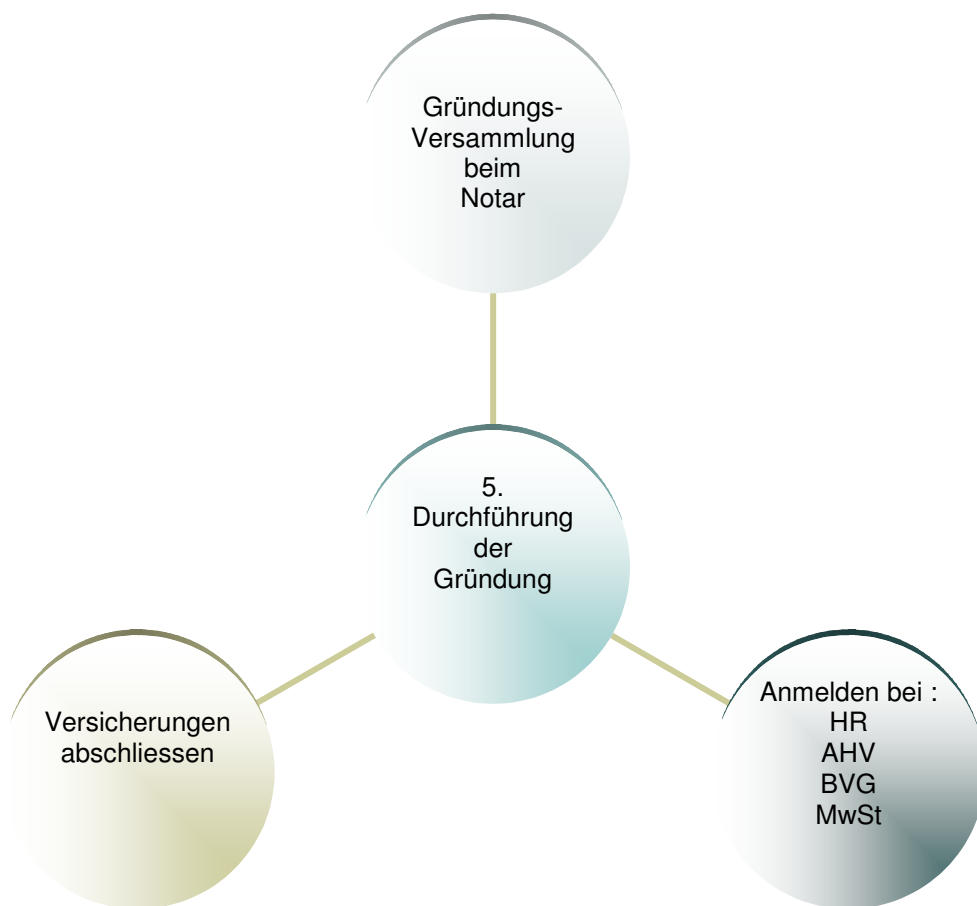 Gründungs-
Versammlung
beim
Notar
5.
Durchführung
der
Gründung
Versicherungen
abschliessen
Anmelden bei :
HR
AHV
BVG
MwSt